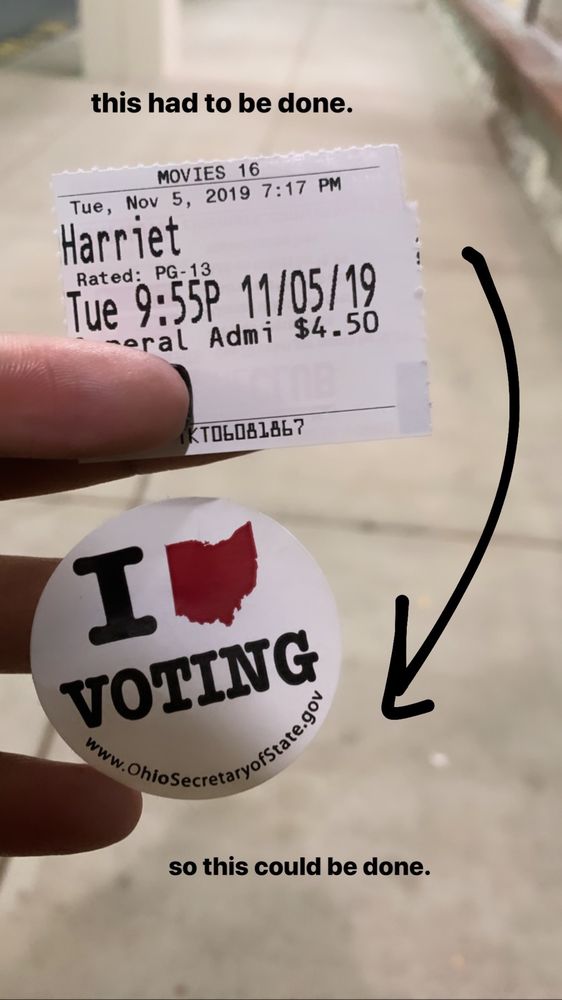 this had to be done.
MOVIES 16
Tue, Nov 5, 2019 7:17 PM
Harriet
Rated: PG-13
Tue 9:55P 11/05/19
Admi $4.50
KT06081867
I
VOTING
www.OhioSecretaryofState.gov
so this could be done.